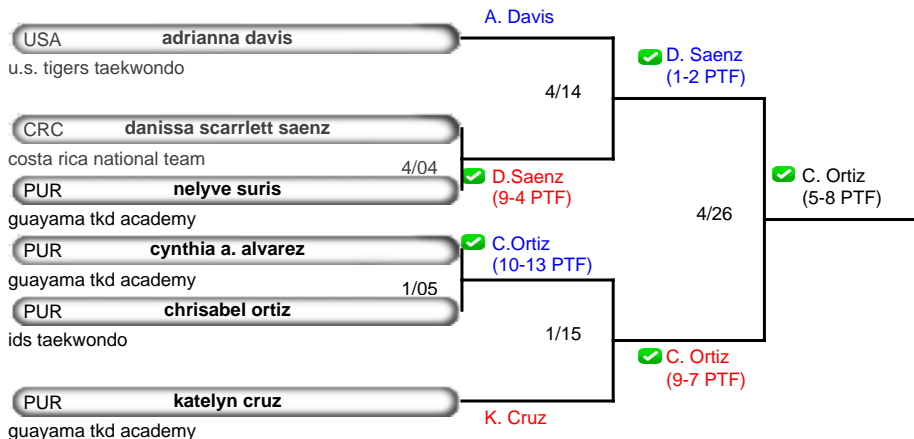 A. Davis
USA adrianna davis
u.s. tigers taekwondo
D. Saenz
(1-2 PTF)
4/14
CRC danissa scarrlett saenz
costa rica national team
4/04
D.Saenz
(9-4 PTF)
PUR nelyve suris
guayama tkd academy
C. Ortiz
(5-8 PTF)
4/26
PUR cynthia a. alvarez
guayama tkd academy
C.Ortiz
(10-13 PTF)
1/05
PUR chrisabel ortiz
ids taekwondo
1/15
C. Ortiz
(9-7 PTF)
PUR katelyn cruz
guayama tkd academy
K. Cruz